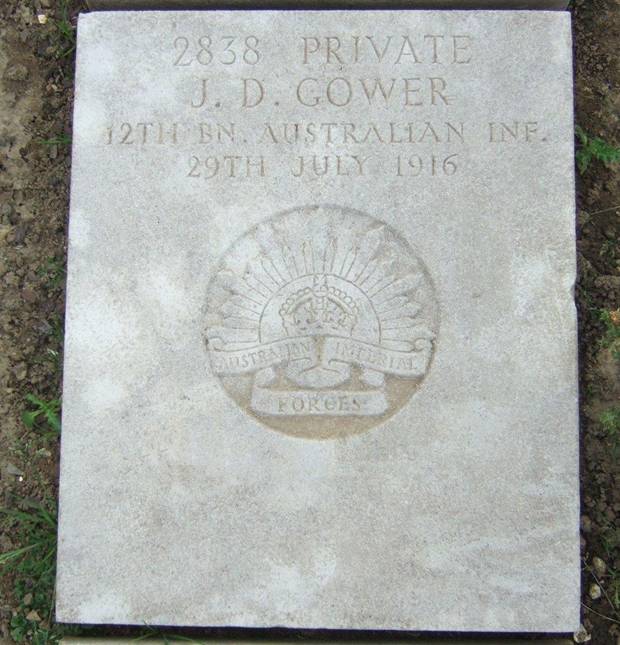 2838 PRIVATE
J. D. GOWER
12TH BN. AUSTRALIAN INF.
29TH JULY 1916
AUSTRALIAN IMPERIAL
FORCES